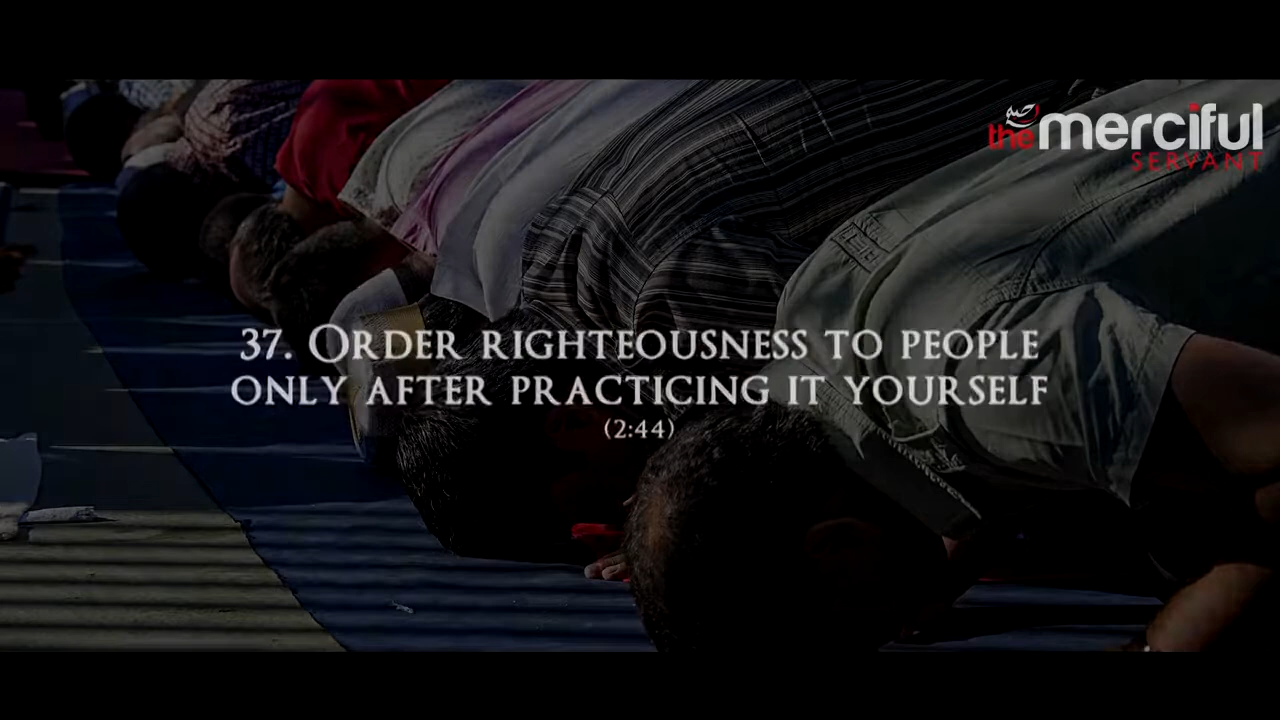 the merciful
SERVANT
37. ORDER RIGHTEOUSNESS TO PEOPLE
ONLY AFTER PRACTICING IT YOURSELF
(2:44)